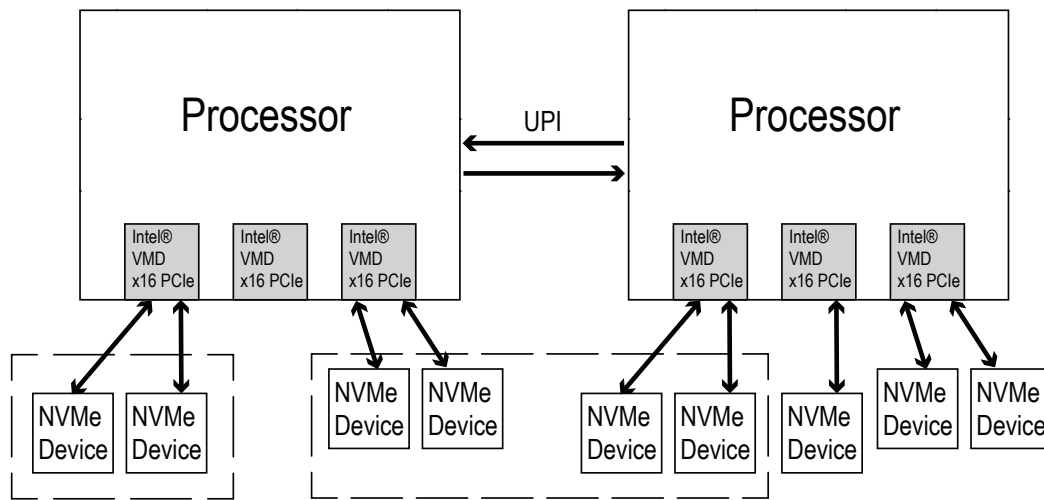 Processor
UPI
Processor
Intel®
VMD
x16 PCIe
Intel®
VMD
x16 PCIe
Intel®
VMD
x16 PCIe
Intel®
VMD
x16 PCIe
Intel®
VMD
x16 PCIe
Intel®
VMD
x16 PCIe
NVMe
Device
NVMe
Device
NVMe
Device
NVMe
Device
NVMe
Device
NVMe
Device
NVMe
Device
NVMe
Device
NVMe
Device